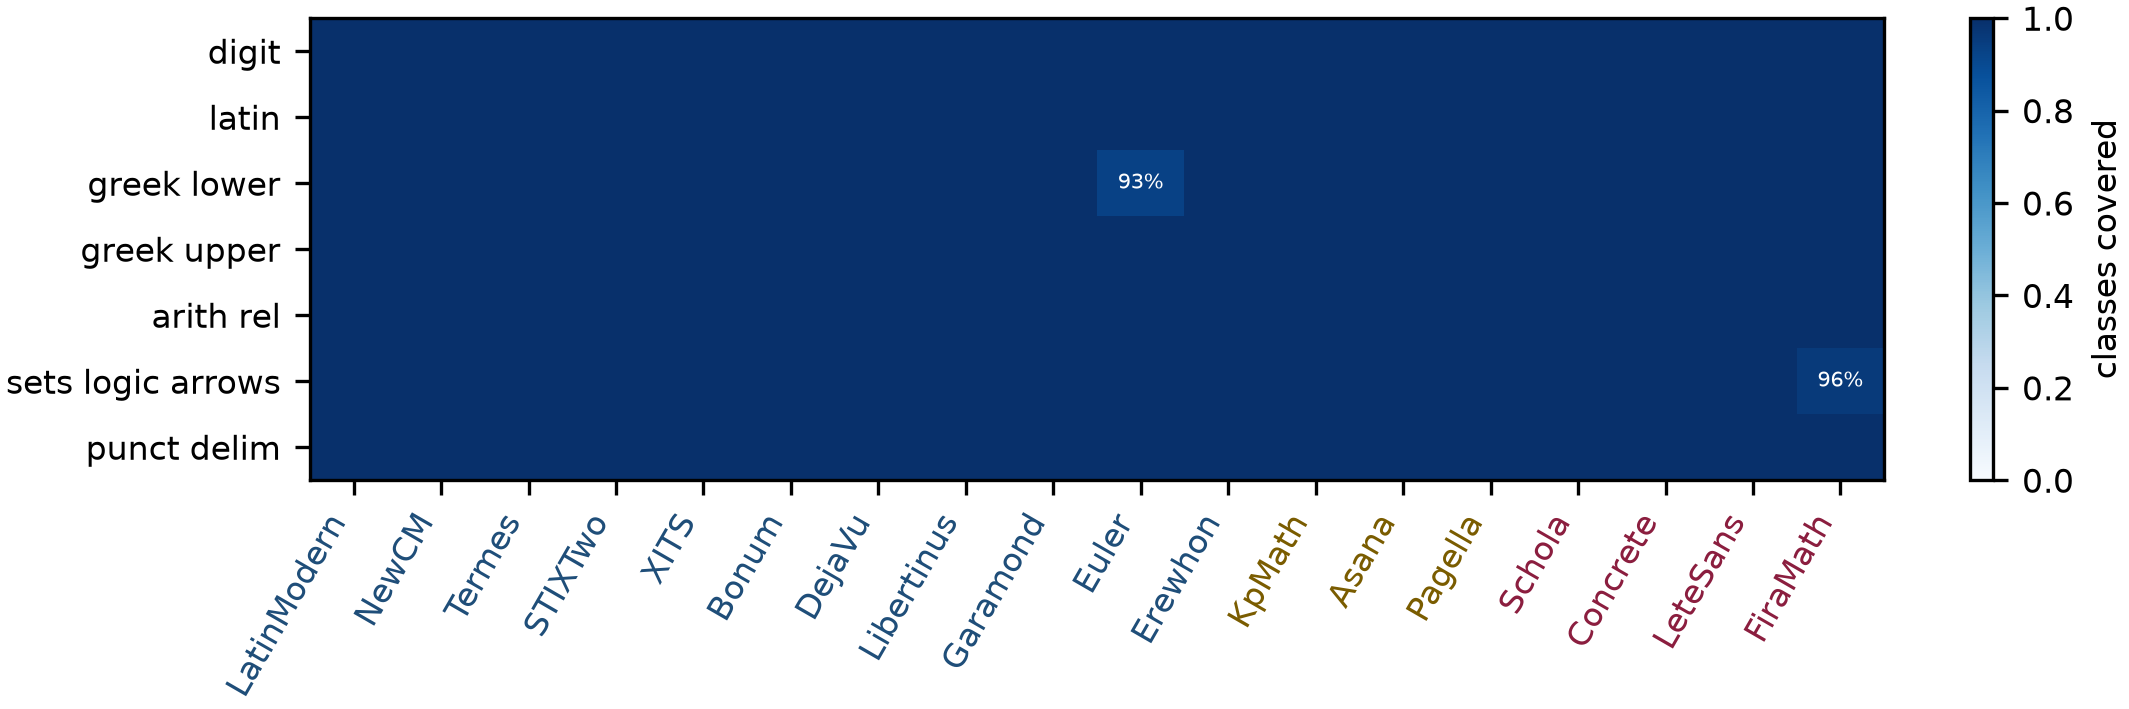 digit
latin
greek lower
greek upper
arith rel
sets logic arrows
punct delim
93%
96%
LatinModern
NewCM
Termes
STIXTwo
XITS
Bonum
DejaVu
Libertinus
Garamond
Euler
Erewhon
KpMath
Asana
Pagella
Schola
Concrete
LeteSans
FiraMath
1.0
0.8
0.6
0.4
0.2
0.0
classes covered